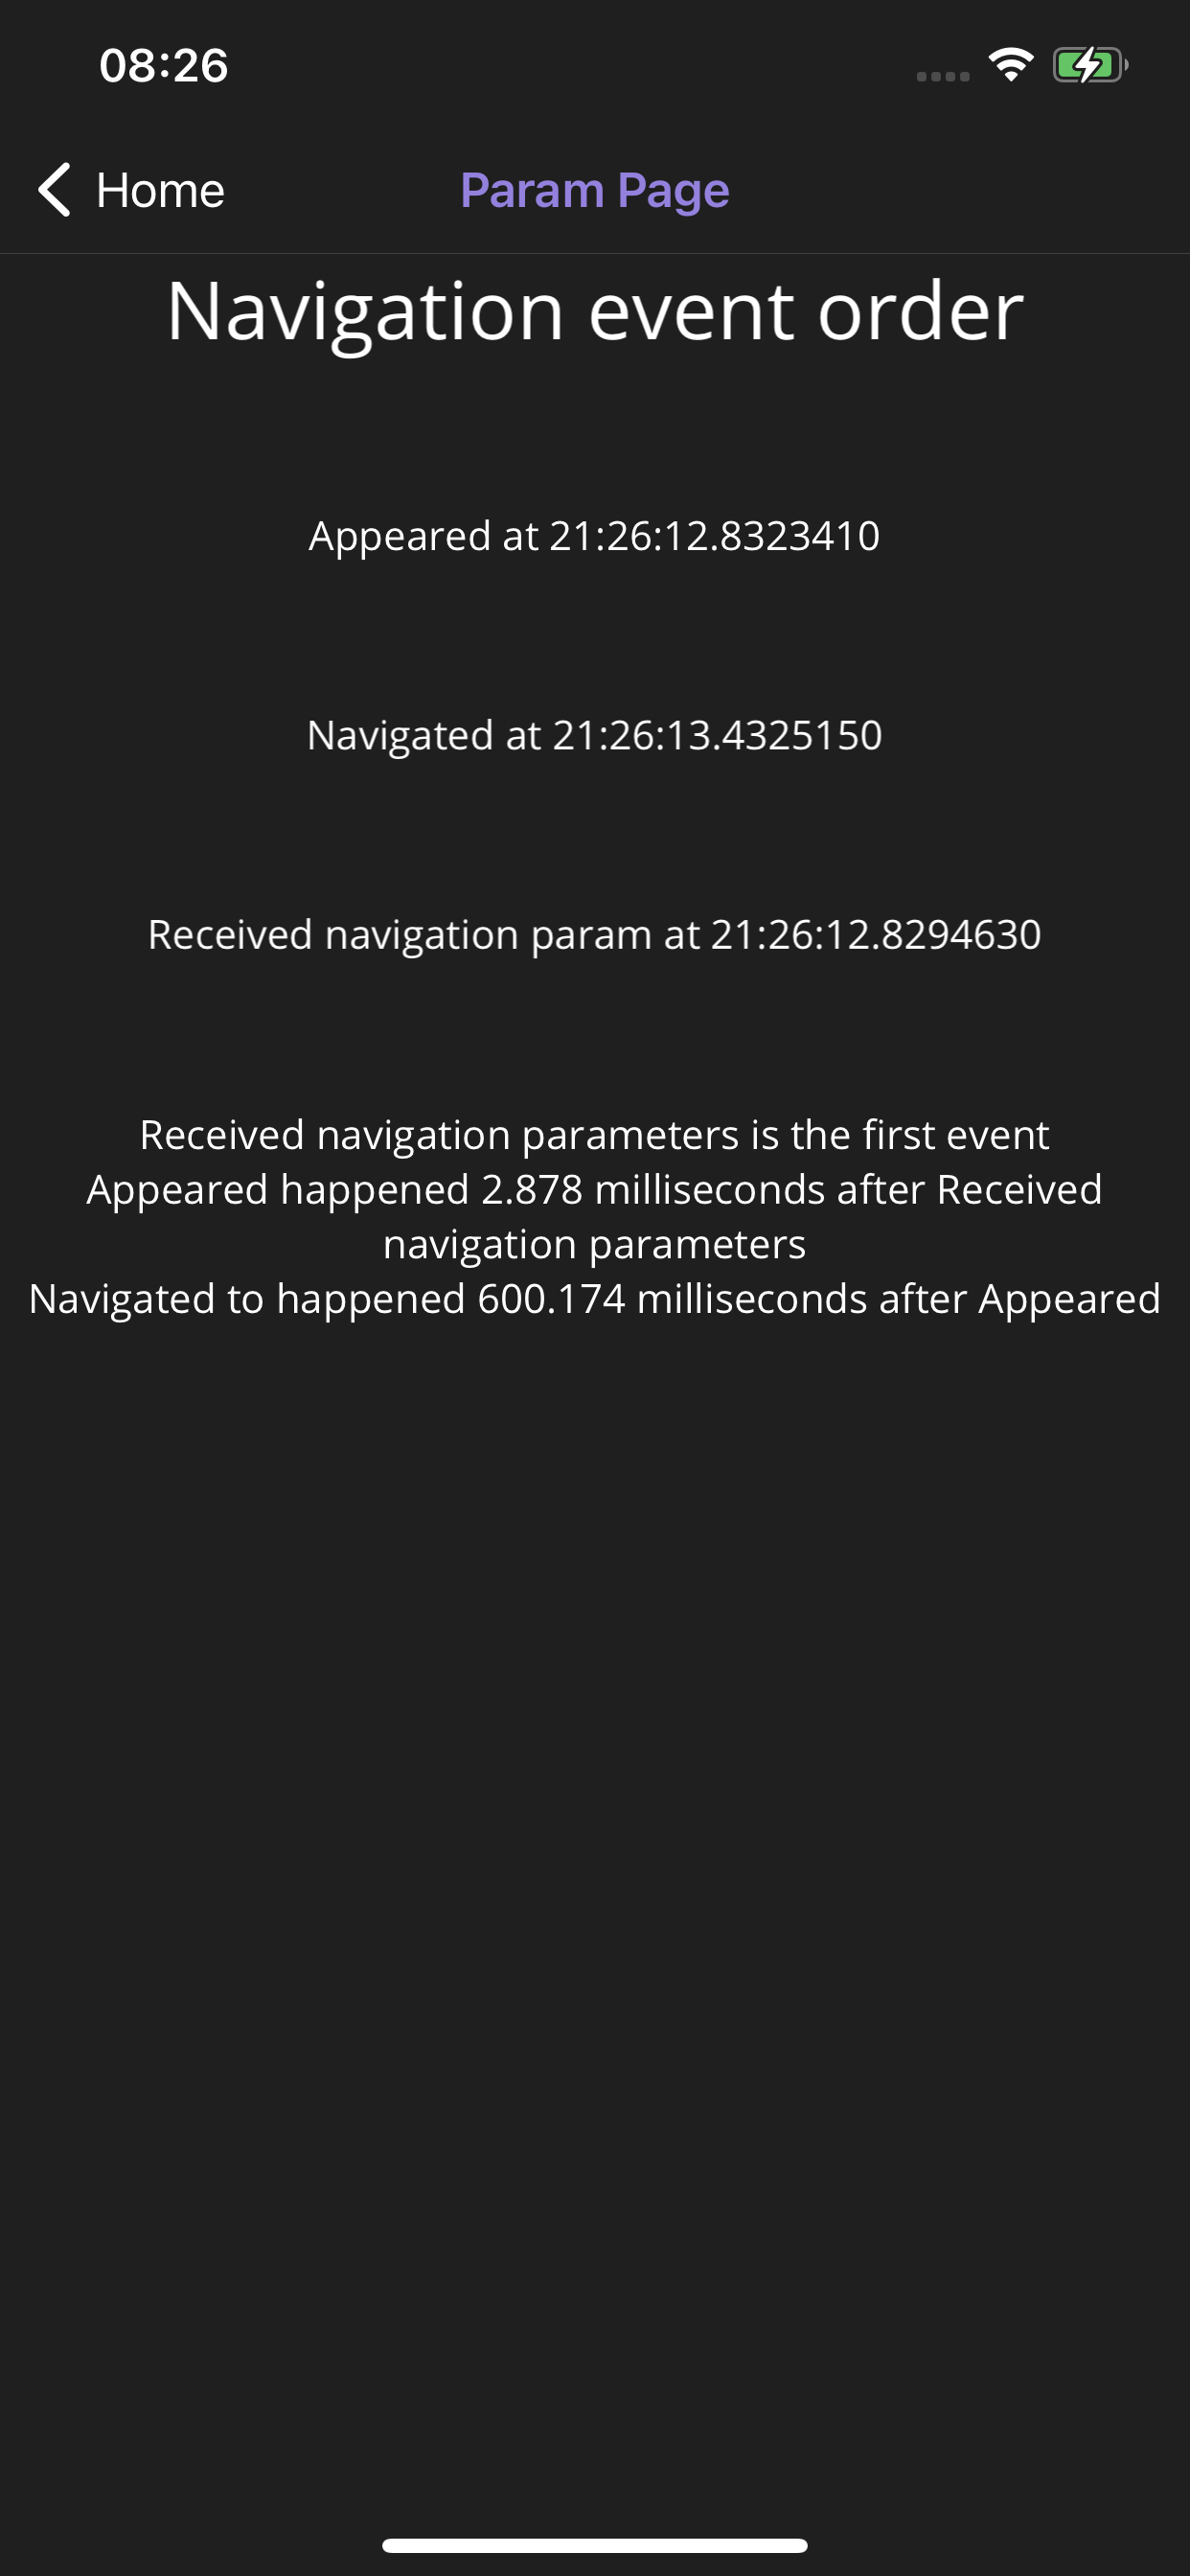 08:26
Home
Param Page
Navigation event order
Appeared at 21:26:12.8323410
Navigated at 21:26:13.4325150
Received navigation param at 21:26:12.8294630
Received navigation parameters is the first event
Appeared happened 2.878 milliseconds after Received
navigation parameters
Navigated to happened 600.174 milliseconds after Appeared